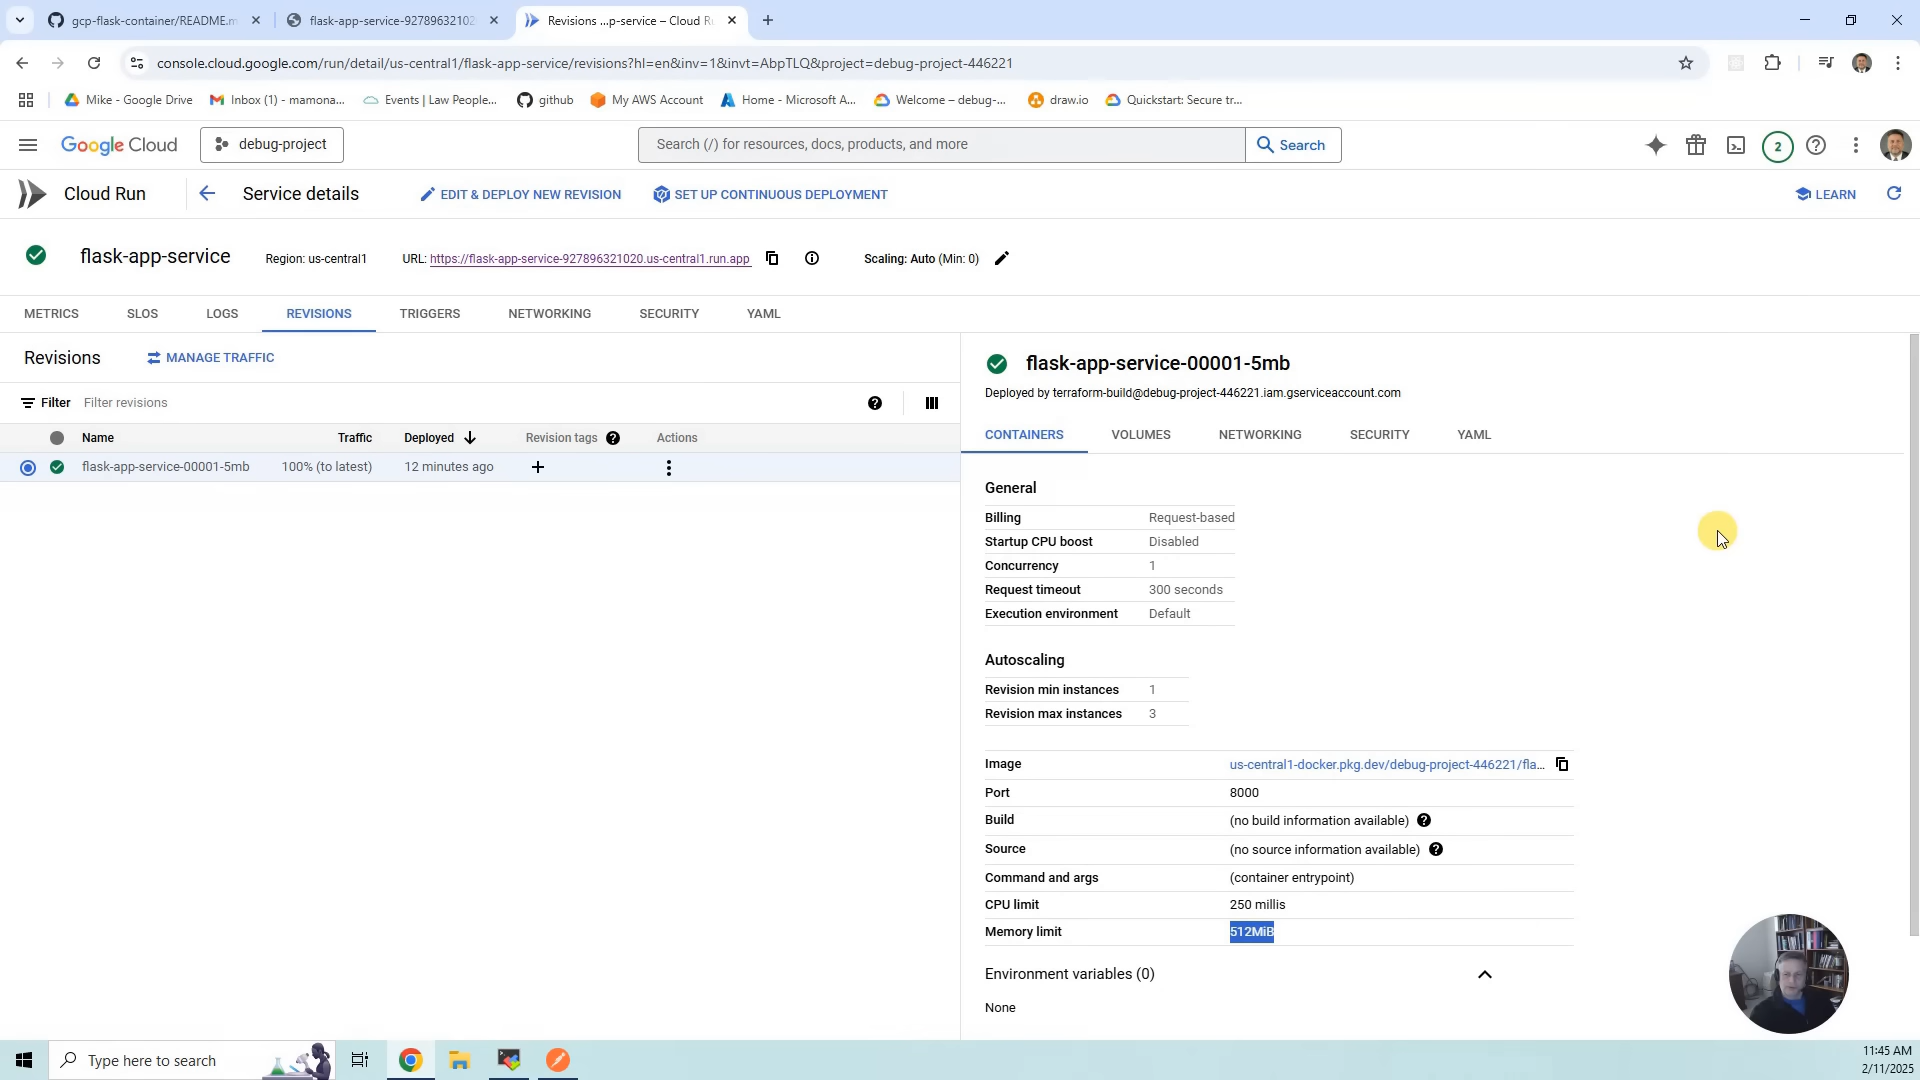 gcp-flask-container/README.m
flask-app-service-9278963210
Revisions ...p-service – Cloud R
console.cloud.google.com/run/detail/us-central1/flask-app-service/revisions?hl=en&inv=1&invt=AbpTLQ&project=debug-project-446221
Mike - Google Drive
Inbox (1) - mamona...
Events | Law People...
github
My AWS Account
Home - Microsoft A...
Welcome – debug-...
draw.io
Quickstart: Secure tr...
Google Cloud
debug-project
Search (/) for resources, docs, products, and more
Search
2
Cloud Run
Service details
EDIT & DEPLOY NEW REVISION
SET UP CONTINUOUS DEPLOYMENT
LEARN
flask-app-service
Region: us-central1
URL: https://flask-app-service-927896321020.us-central1.run.app
Scaling: Auto (Min: 0)
METRICS
SLOS
LOGS
REVISIONS
TRIGGERS
NETWORKING
SECURITY
YAML
Revisions
MANAGE TRAFFIC
Filter
Filter revisions
Name
Traffic
Deployed
Revision tags
Actions
flask-app-service-00001-5mb
100% (to latest)
12 minutes ago
flask-app-service-00001-5mb
Deployed by terraform-build@debug-project-446221.iam.gserviceaccount.com
CONTAINERS
VOLUMES
NETWORKING
SECURITY
YAML
General
Billing Request-based
Startup CPU boost Disabled
Concurrency 1
Request timeout 300 seconds
Execution environment Default
Autoscaling
Revision min instances 1
Revision max instances 3
Image us-central1-docker.pkg.dev/debug-project-446221/fla...
Port 8000
Build (no build information available)
Source (no source information available)
Command and args (container entrypoint)
CPU limit 250 millis
Memory limit 512MiB
Environment variables (0)
None
Type here to search
11:45 AM
2/11/2025